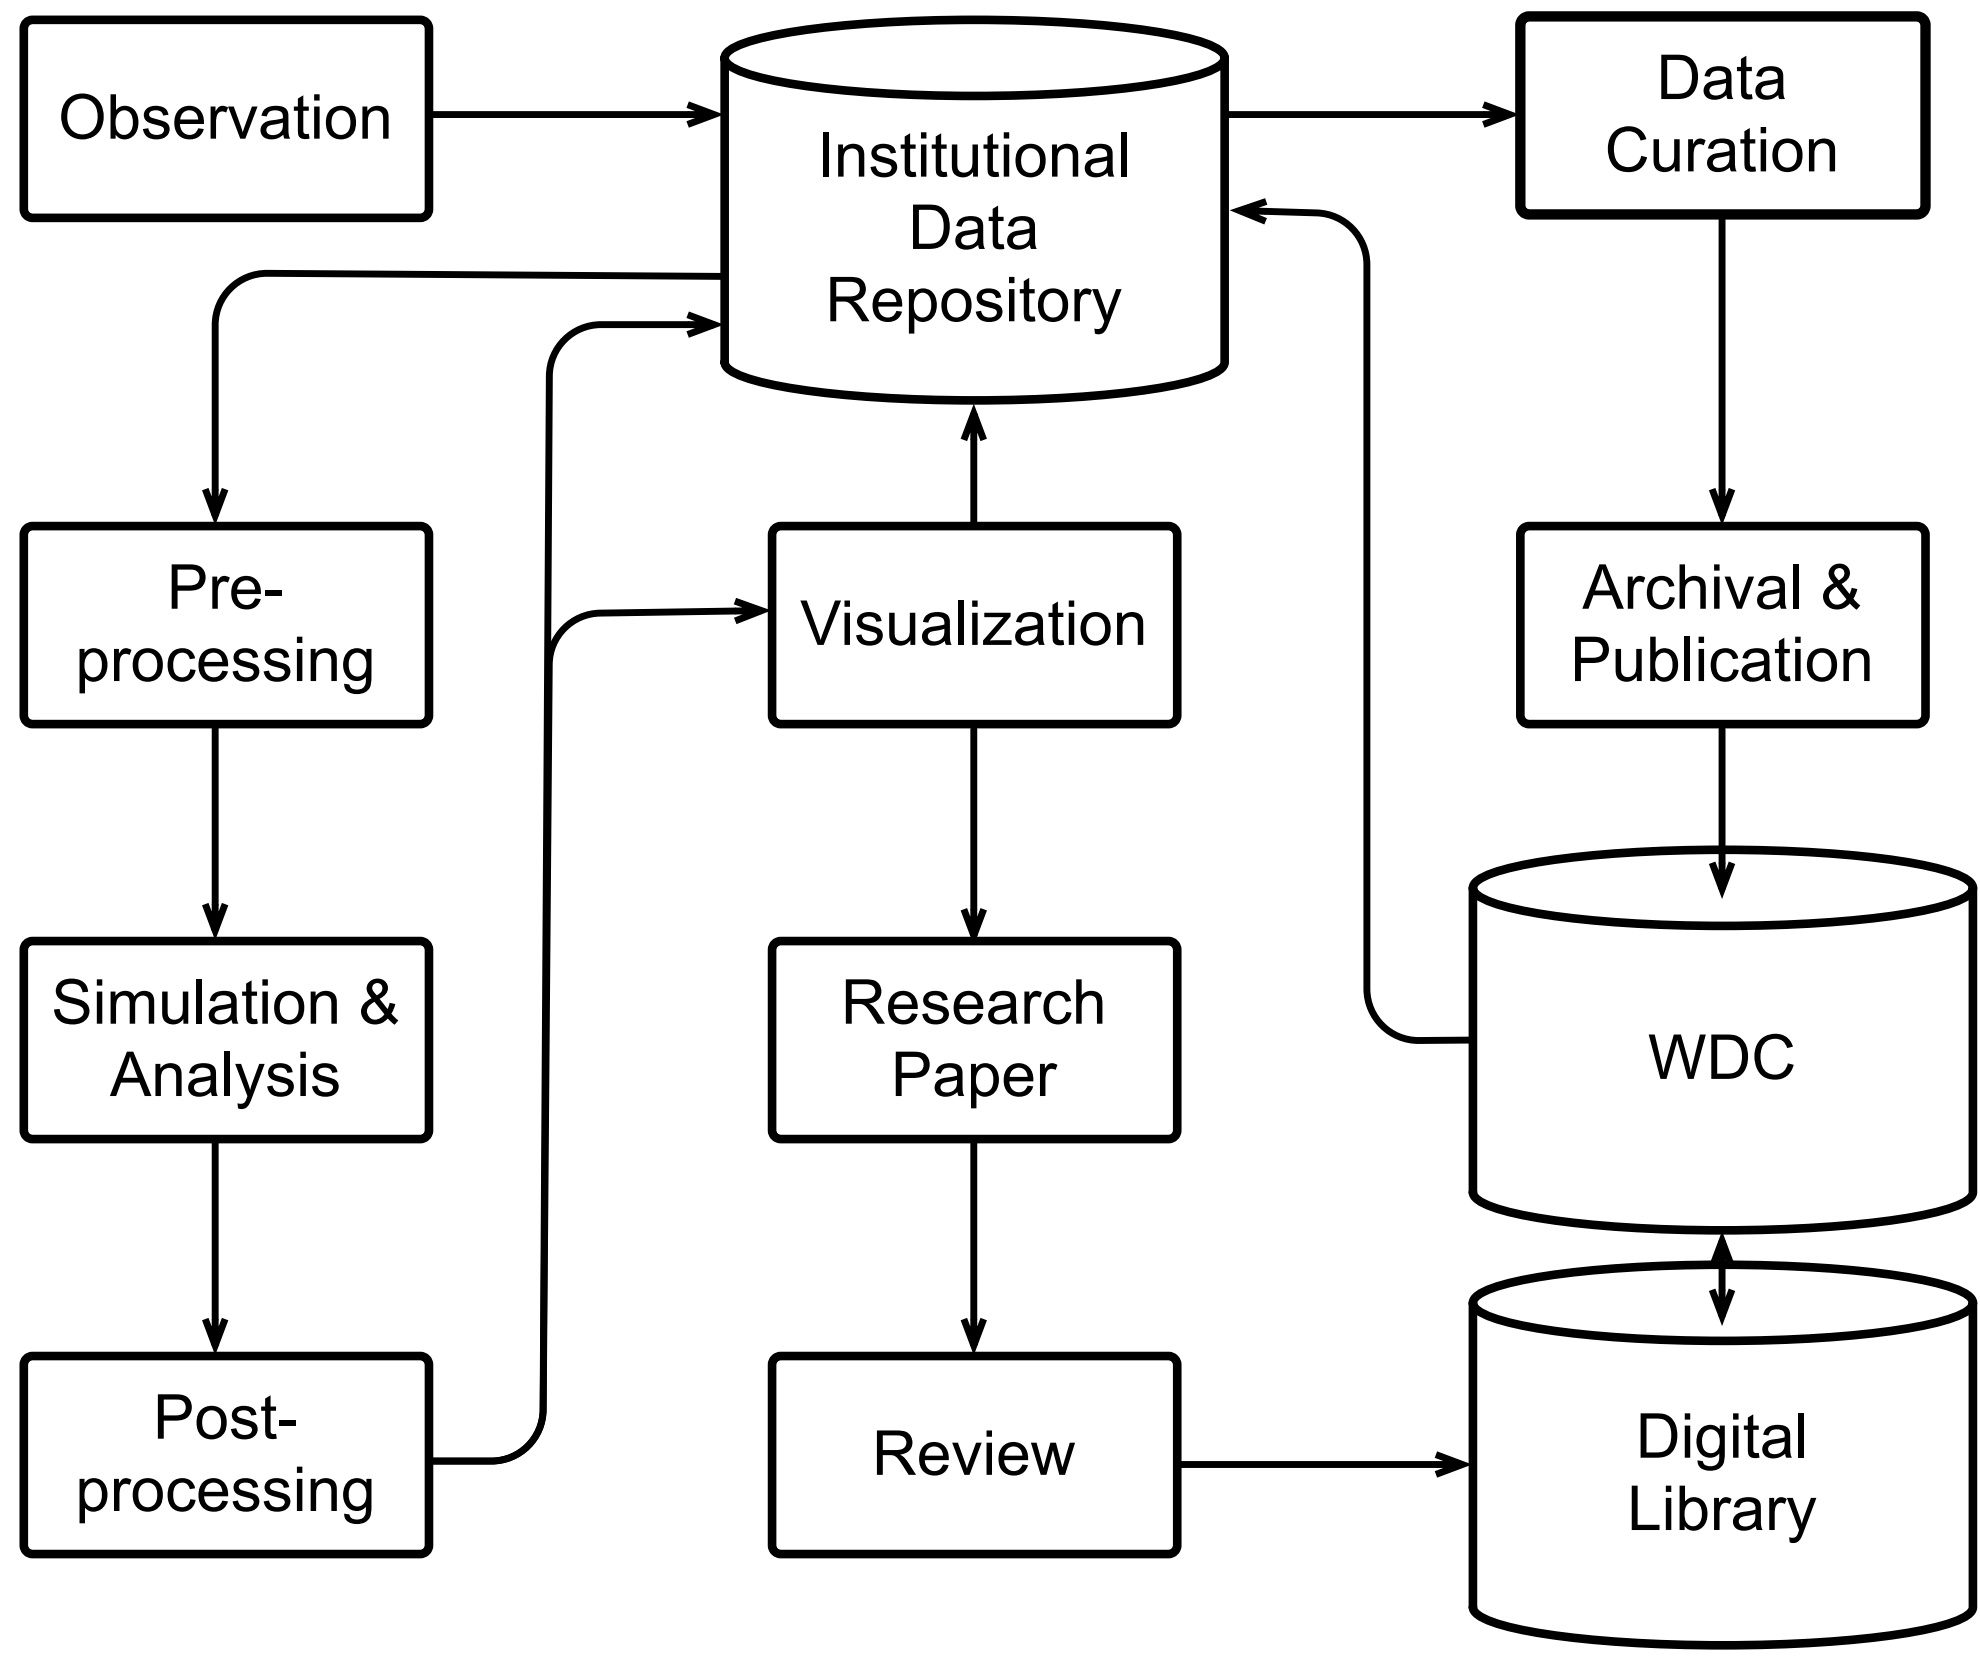 Observation
Institutional
Data
Repository
Data
Curation
Pre-
processing
Visualization
Archival &
Publication
Simulation &
Analysis
Research
Paper
WDC
Post-
processing
Review
Digital
Library